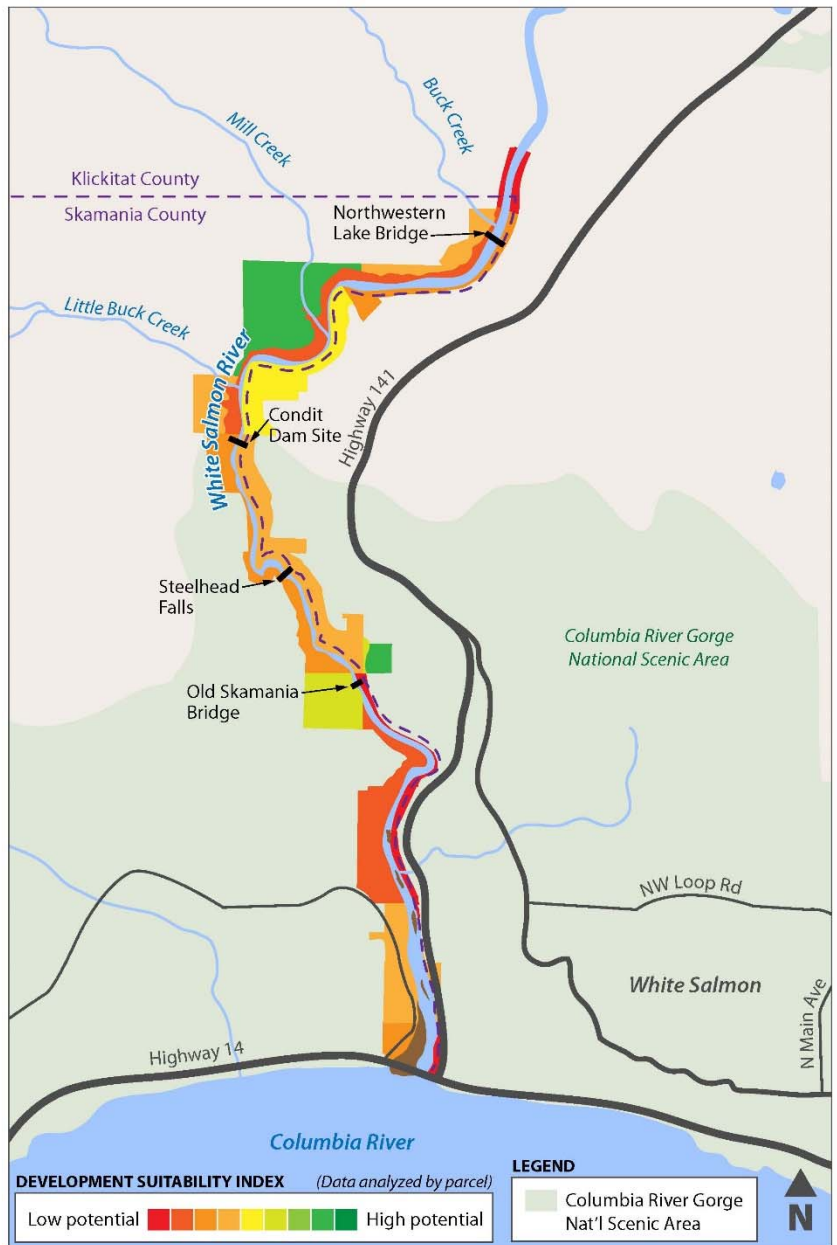 Buck Creek
Mill Creek
Klickitat County
Skamania County
Northwestern
Lake Bridge
Little Buck Creek
Highway 141
White Salmon River
Condit
Dam Site
Steelhead
Falls
Columbia River Gorge
National Scenic Area
Old Skamania
Bridge
NW Loop Rd
White Salmon
N Main Ave
Highway 14
Columbia River
DEVELOPMENT SUITABILITY INDEX (Data analyzed by parcel)
Low potential High potential
LEGEND
Columbia River Gorge
Nat'l Scenic Area
N